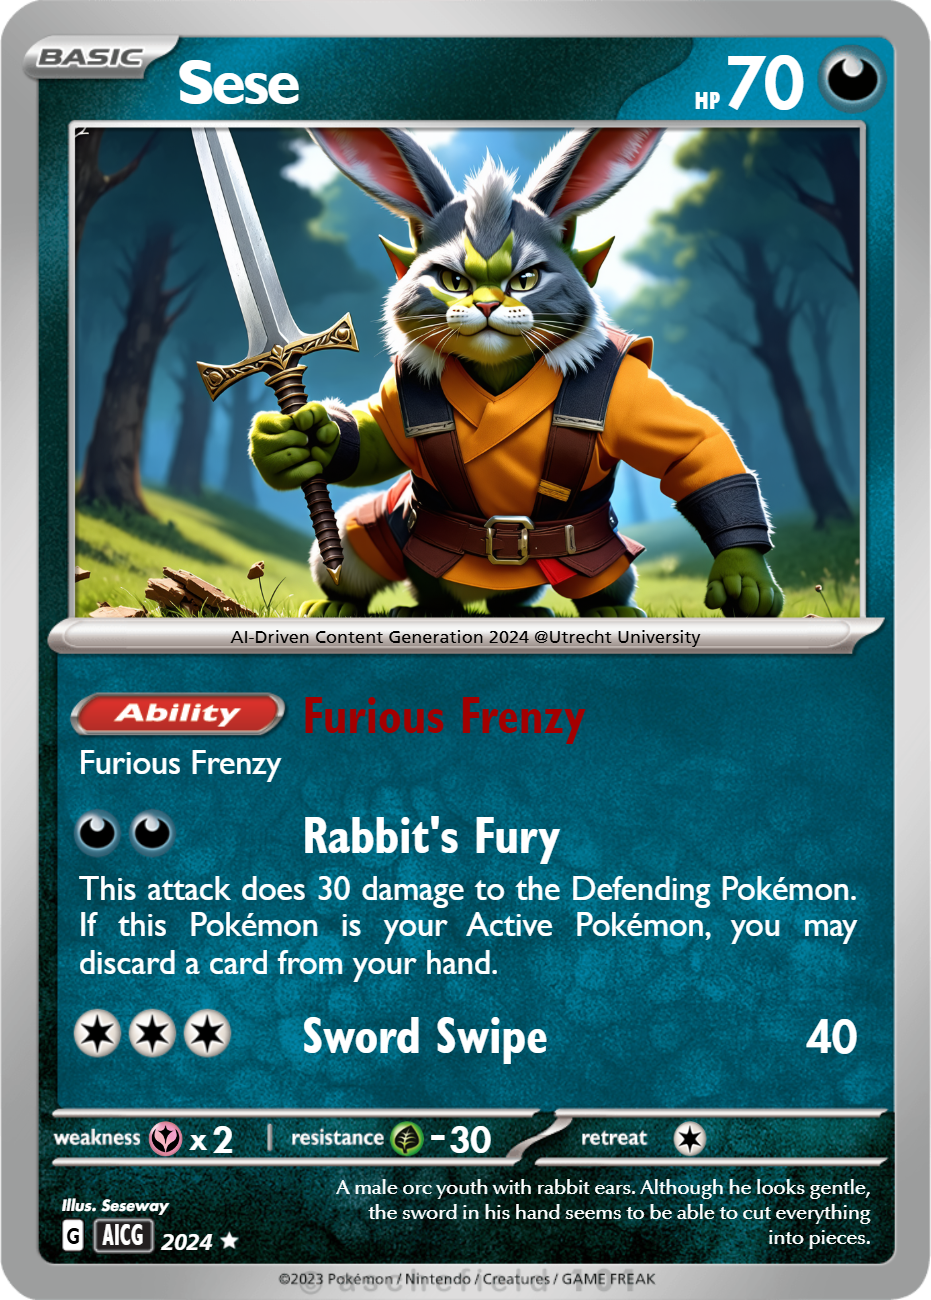 BASIC
Sese
HP 70
AI-Driven Content Generation 2024 @Utrecht University
Ability Furious Frenzy
Furious Frenzy
Rabbit's Fury
This attack does 30 damage to the Defending Pokémon.
If this Pokémon is your Active Pokémon, you may
discard a card from your hand.
Sword Swipe 40
weakness x2 | resistance -30 retreat
A male orc youth with rabbit ears. Although he looks gentle,
the sword in his hand seems to be able to cut everything
into pieces.
Illus. Seseway
G AICG 2024
©2023 Pokémon / Nintendo / Creatures / GAME FREAK